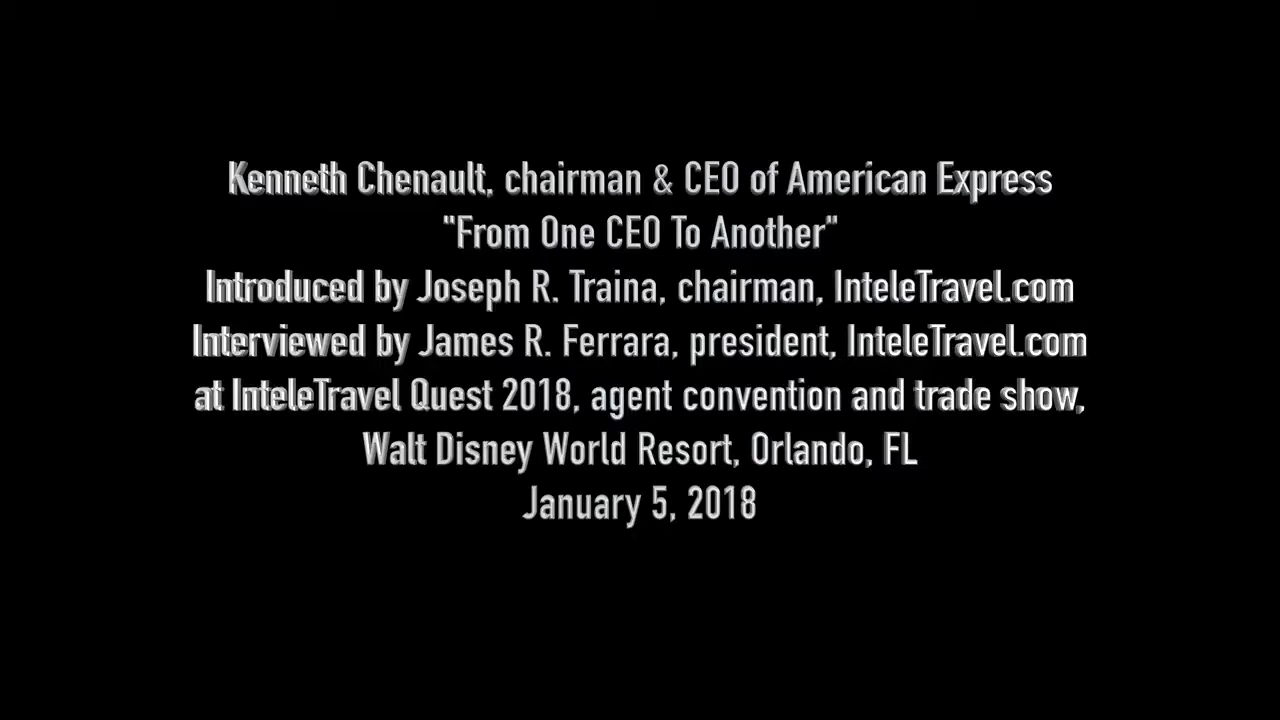 Kenneth Chenault, chairman & CEO of American Express
"From One CEO To Another"
Introduced by Joseph R. Traina, chairman, InteleTravel.com
Interviewed by James R. Ferrara, president, InteleTravel.com
at InteleTravel Quest 2018, agent convention and trade show,
Walt Disney World Resort, Orlando, FL
January 5, 2018